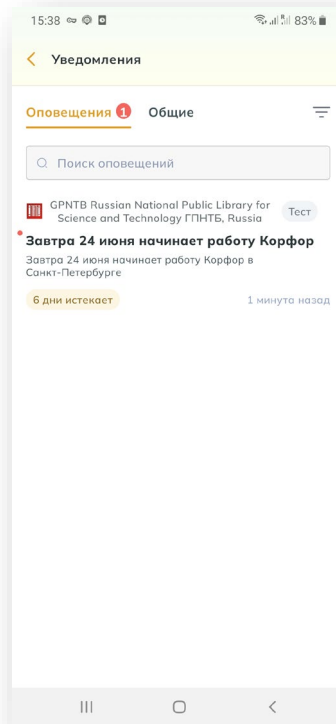 15:38 83%
Уведомления
Оповещения 1 Общие
Поиск оповещений
GPNTB Russian National Public Library for
Science and Technology ГПНТБ, Russia
Тест
Завтра 24 июня начинает работу Корфор
Завтра 24 июня начинает работу Корфор в
Санкт-Петербурге
6 дни истекает 1 минута назад